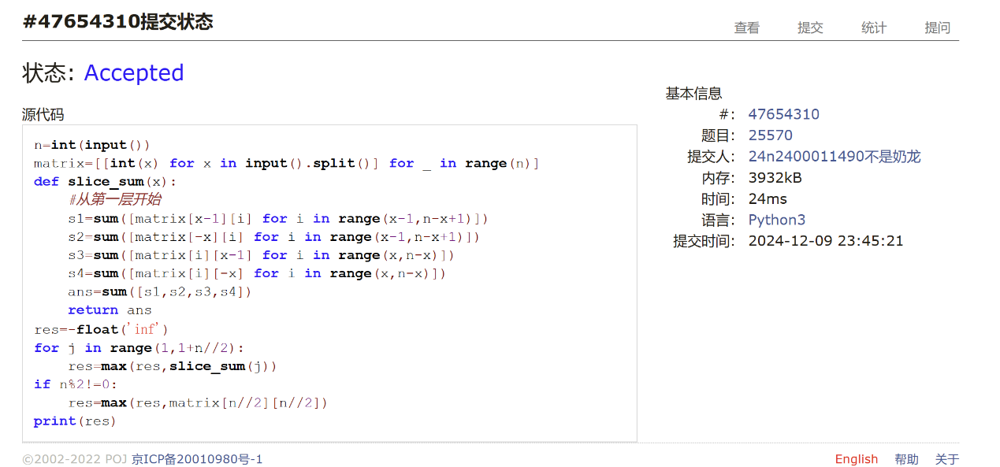 #47654310提交状态
查看 提交 统计 提问
状态: Accepted
源代码
n=int(input())
matrix=[[int(x) for x in input().split()] for _ in range(n)]
def slice_sum(x):
    #从第一层开始
    s1=sum([matrix[x-1][i] for i in range(x-1,n-x+1)])
    s2=sum([matrix[-x][i] for i in range(x-1,n-x+1)])
    s3=sum([matrix[i][x-1] for i in range(x,n-x)])
    s4=sum([matrix[i][-x] for i in range(x,n-x)])
    ans=sum([s1,s2,s3,s4])
    return ans
res=-float('inf')
for j in range(1,1+n//2):
    res=max(res,slice_sum(j))
if n%2!=0:
    res=max(res,matrix[n//2][n//2])
print(res)
基本信息
#: 47654310
题目: 25570
提交人: 24n2400011490不是奶龙
内存: 3932kB
时间: 24ms
语言: Python3
提交时间: 2024-12-09 23:45:21
©2002-2022 POJ 京ICP备20010980号-1
English 帮助 关于